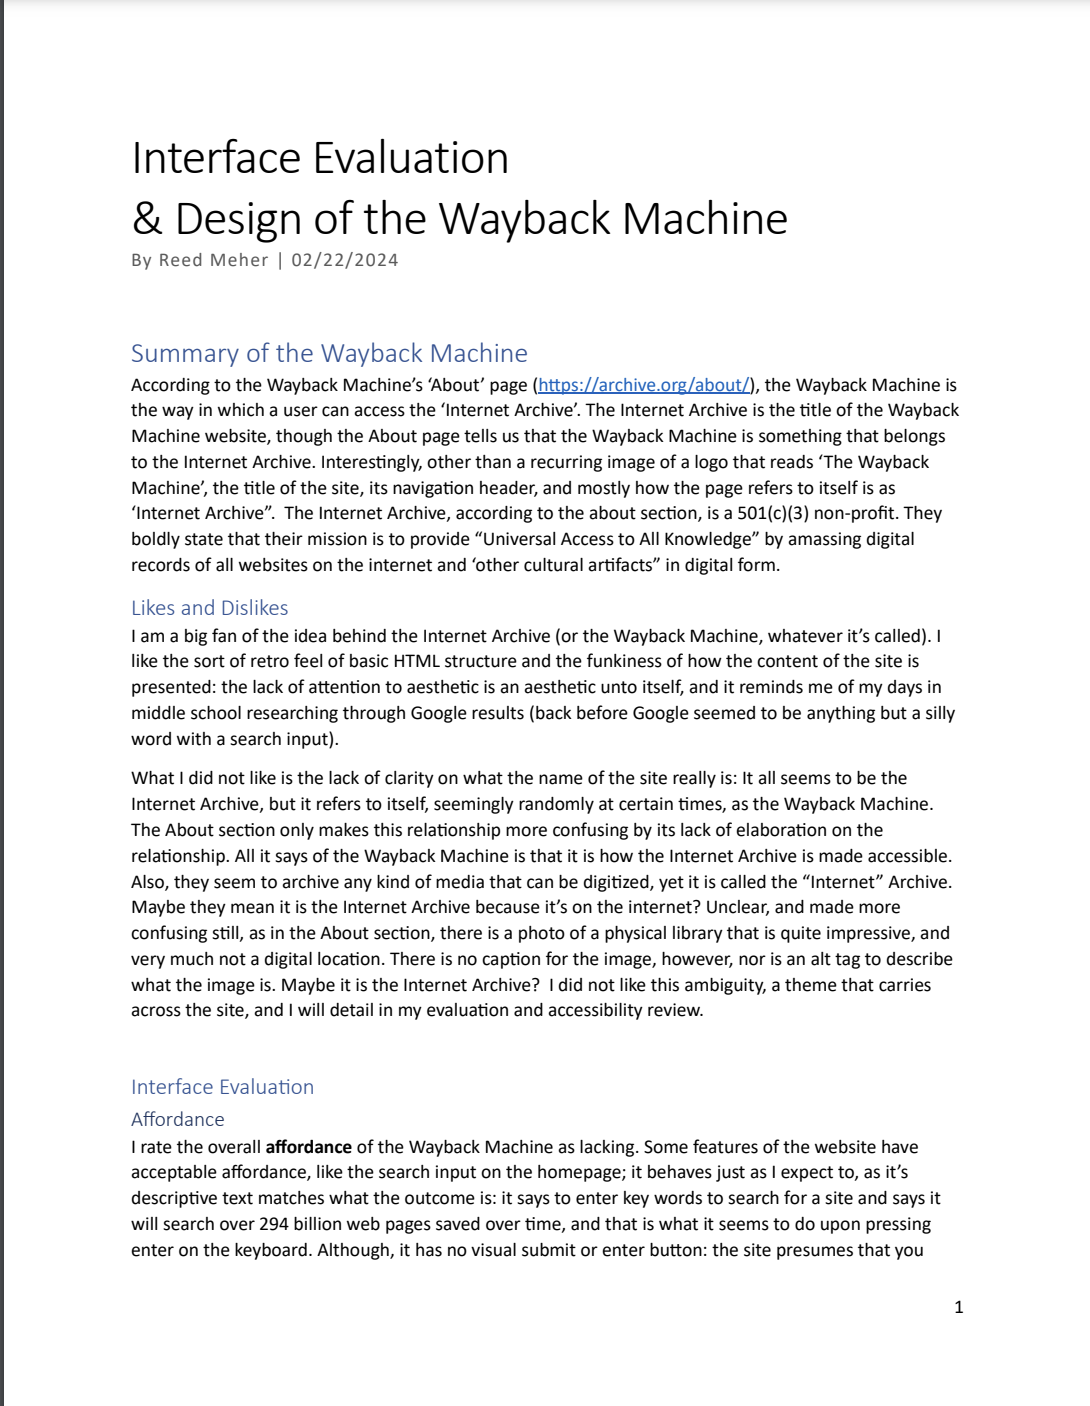 Interface Evaluation
& Design of the Wayback Machine
By Reed Meher | 02/22/2024
Summary of the Wayback Machine
According to the Wayback Machine’s ‘About’ page (https://archive.org/about/), the Wayback Machine is
the way in which a user can access the ‘Internet Archive’. The Internet Archive is the title of the Wayback
Machine website, though the About page tells us that the Wayback Machine is something that belongs
to the Internet Archive. Interestingly, other than a recurring image of a logo that reads ‘The Wayback
Machine’, the title of the site, its navigation header, and mostly how the page refers to itself is as
‘Internet Archive”.  The Internet Archive, according to the about section, is a 501(c)(3) non-profit. They
boldly state that their mission is to provide “Universal Access to All Knowledge” by amassing digital
records of all websites on the internet and ‘other cultural artifacts” in digital form.
Likes and Dislikes
I am a big fan of the idea behind the Internet Archive (or the Wayback Machine, whatever it’s called). I
like the sort of retro feel of basic HTML structure and the funkiness of how the content of the site is
presented: the lack of attention to aesthetic is an aesthetic unto itself, and it reminds me of my days in
middle school researching through Google results (back before Google seemed to be anything but a silly
word with a search input).
What I did not like is the lack of clarity on what the name of the site really is: It all seems to be the
Internet Archive, but it refers to itself, seemingly randomly at certain times, as the Wayback Machine.
The About section only makes this relationship more confusing by its lack of elaboration on the
relationship. All it says of the Wayback Machine is that it is how the Internet Archive is made accessible.
Also, they seem to archive any kind of media that can be digitized, yet it is called the “Internet” Archive.
Maybe they mean it is the Internet Archive because it’s on the internet? Unclear, and made more
confusing still, as in the About section, there is a photo of a physical library that is quite impressive, and
very much not a digital location. There is no caption for the image, however, nor is an alt tag to describe
what the image is. Maybe it is the Internet Archive?  I did not like this ambiguity, a theme that carries
across the site, and I will detail in my evaluation and accessibility review.
Interface Evaluation
Affordance
I rate the overall affordance of the Wayback Machine as lacking. Some features of the website have
acceptable affordance, like the search input on the homepage; it behaves just as I expect to, as it’s
descriptive text matches what the outcome is: it says to enter key words to search for a site and says it
will search over 294 billion web pages saved over time, and that is what it seems to do upon pressing
enter on the keyboard. Although, it has no visual submit or enter button: the site presumes that you
1